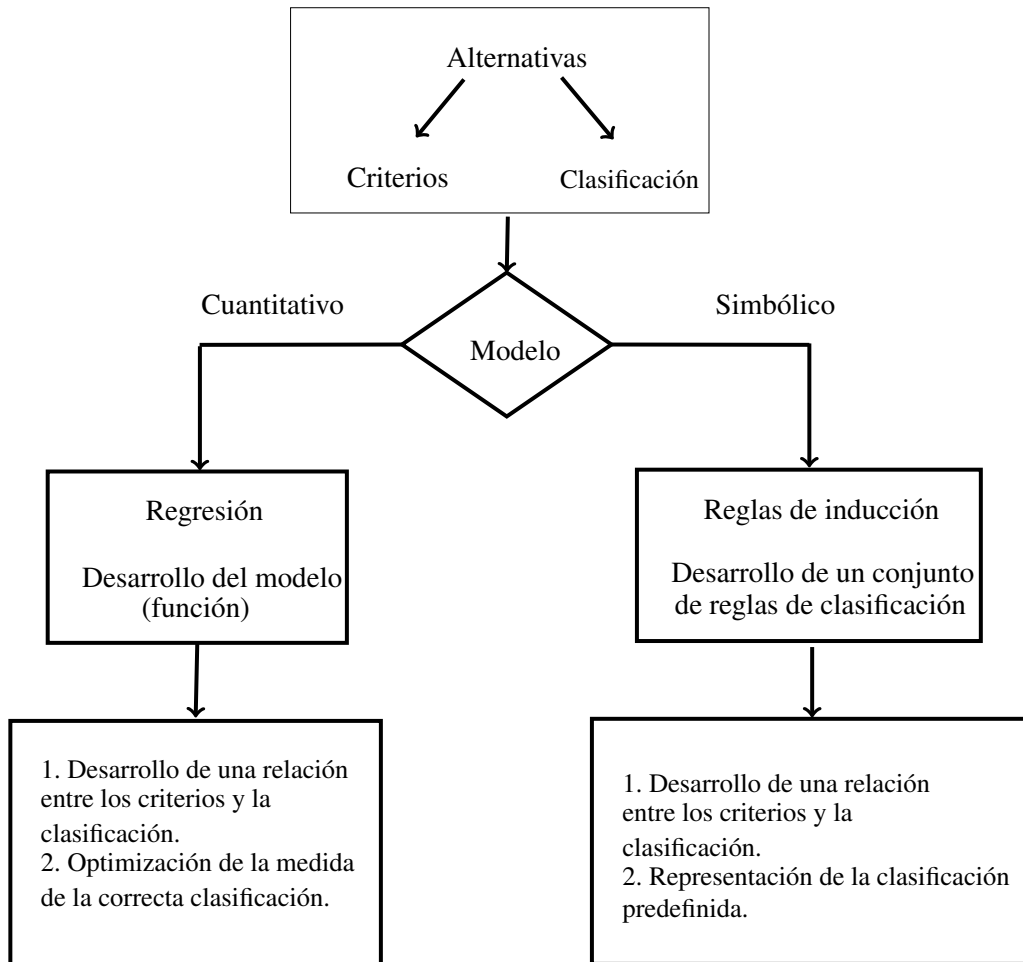 Alternativas
Criterios
Clasificación
Cuantitativo
Simbólico
Modelo
Regresión
Desarrollo del modelo
(función)
Reglas de inducción
Desarrollo de un conjunto
de reglas de clasificación
1. Desarrollo de una relación
entre los criterios y la
clasificación.
2. Optimización de la medida
de la correcta clasificación.
1. Desarrollo de una relación
entre los criterios y la
clasificación.
2. Representación de la clasificación
predefinida.